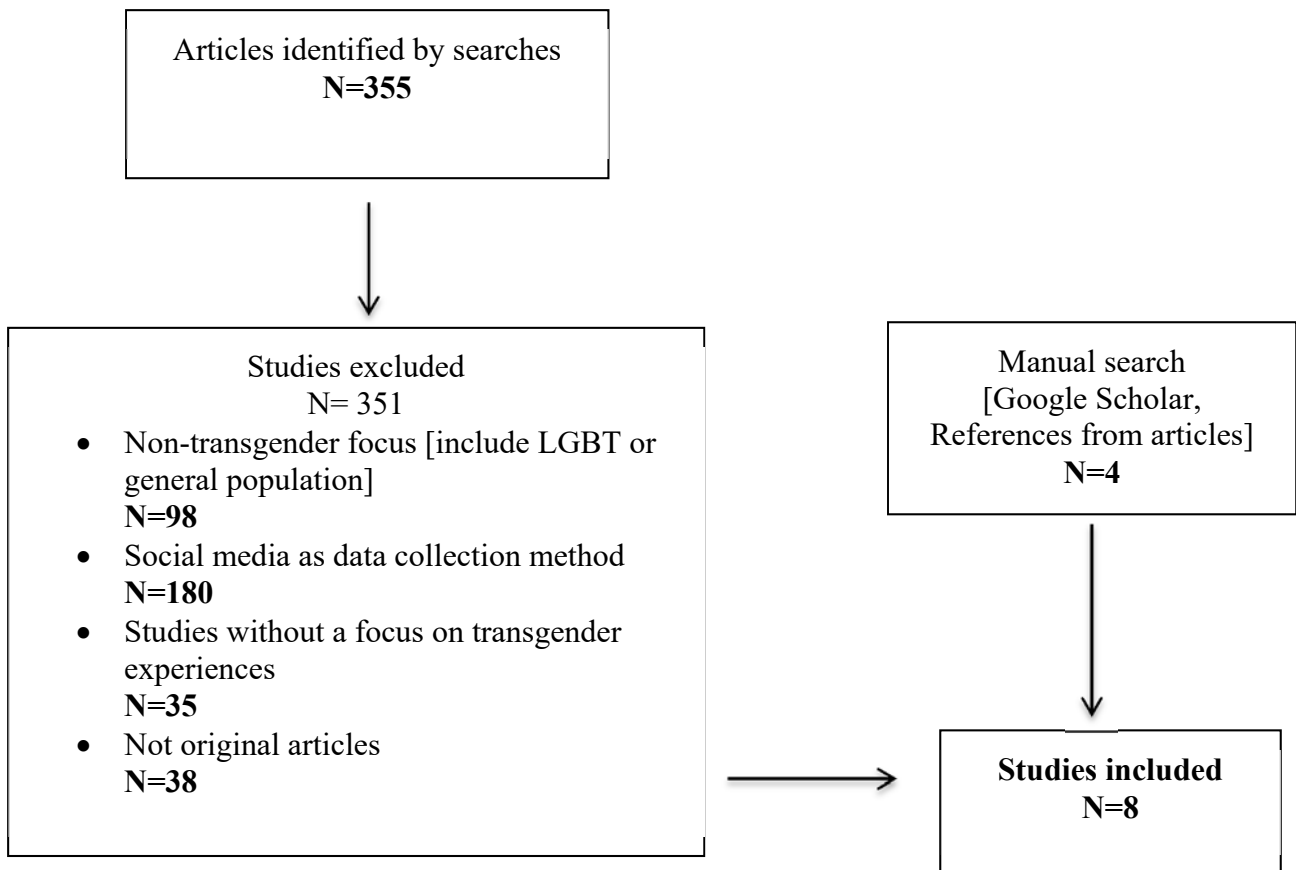 Articles identified by searches
N=355
Studies excluded
N= 351
• Non-transgender focus [include LGBT or
general population]
N=98
• Social media as data collection method
N=180
• Studies without a focus on transgender
experiences
N=35
• Not original articles
N=38
Manual search
[Google Scholar,
References from articles]
N=4
Studies included
N=8